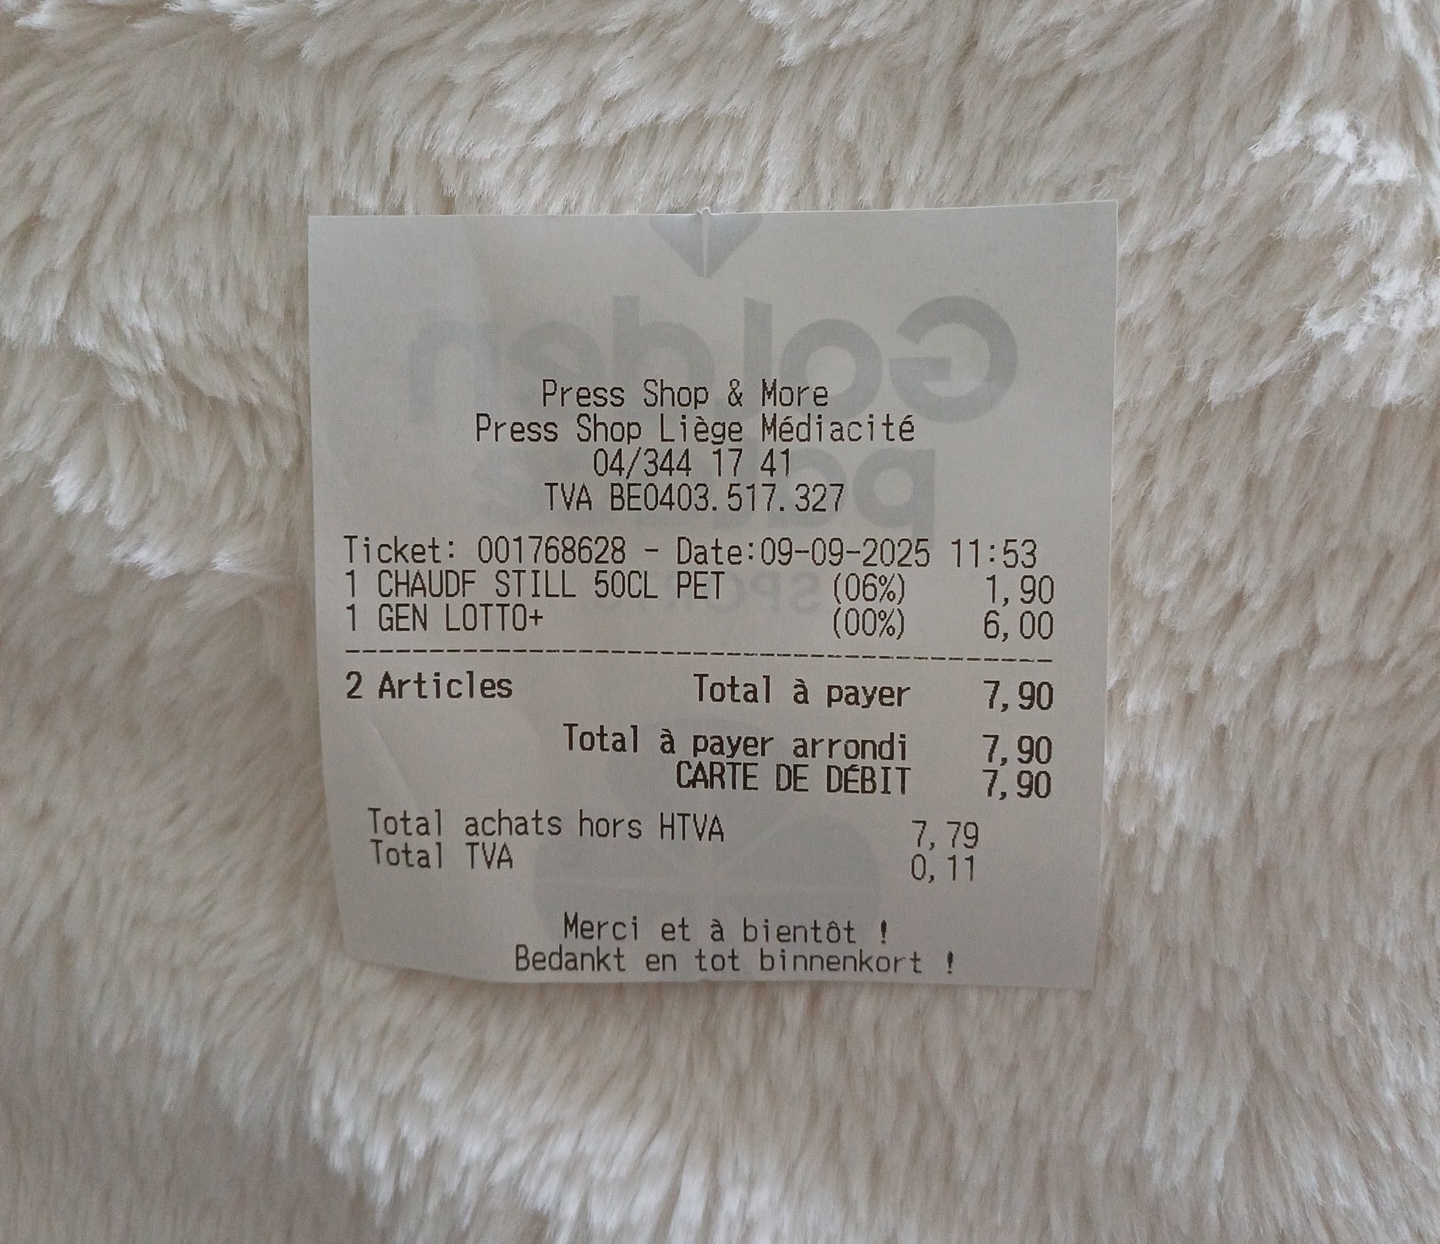 Golden
pa
SPO
Press Shop & More
Press Shop Liège Médiacité
04/344 17 41
TVA BE0403.517.327
Ticket: 001768628 - Date:09-09-2025 11:53
1 CHAUDF STILL 50CL PET (06%) 1,90
1 GEN LOTTO+ (00%) 6,00
2 Articles Total à payer 7,90
Total à payer arrondi 7,90
CARTE DE DÉBIT 7,90
Total achats hors HTVA 7,79
Total TVA 0,11
Merci et à bientôt !
Bedankt en tot binnenkort !